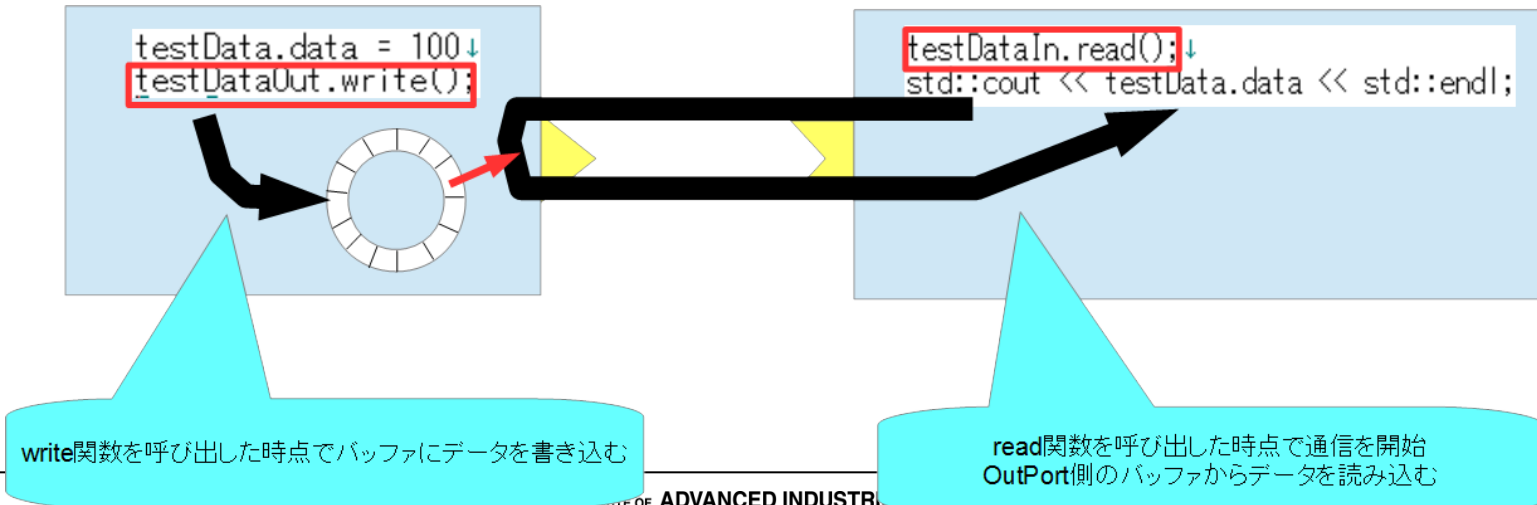 testData.data = 100↓
testDataOut.write();
testDataIn.read();↓
std::cout << testData.data << std::endl;
write関数を呼び出した時点でバッファにデータを書き込む
read関数を呼び出した時点で通信を開始
OutPort側のバッファからデータを読み込む
OF ADVANCED